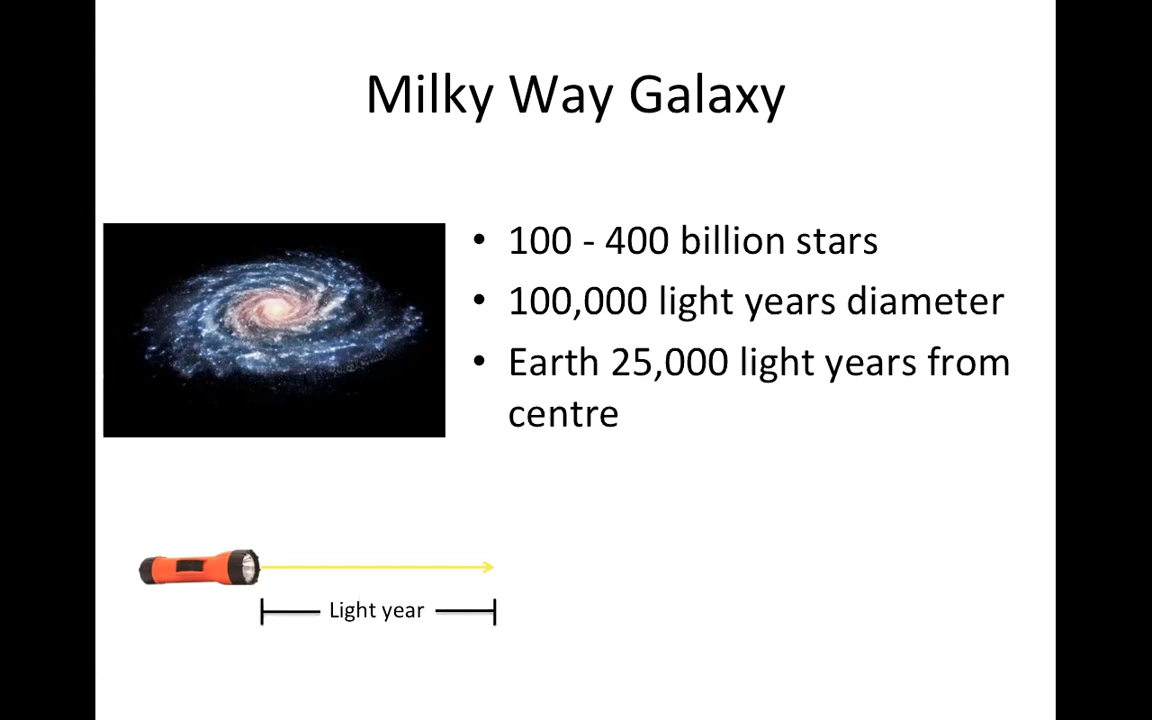 Milky Way Galaxy
• 100 - 400 billion stars
• 100,000 light years diameter
• Earth 25,000 light years from
centre
Light year